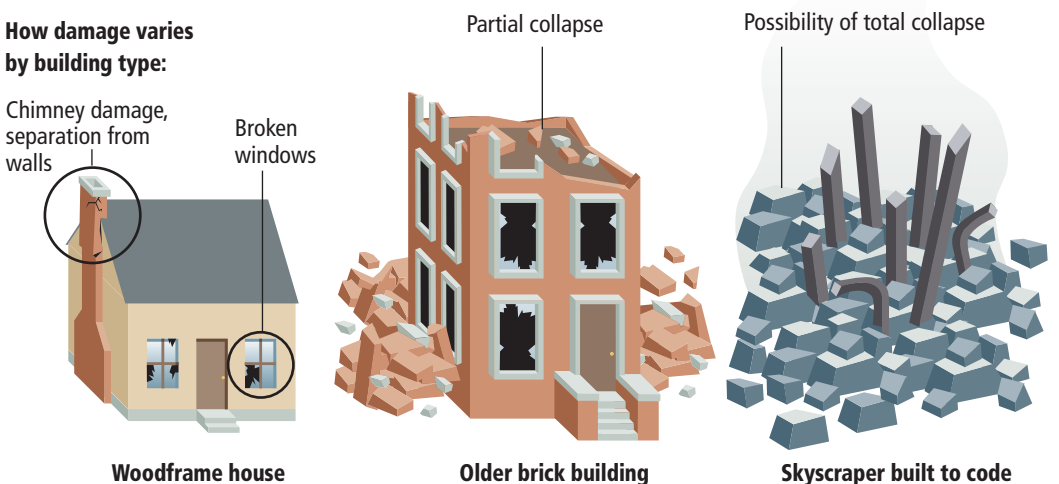 How damage varies
by building type:
Chimney damage,
separation from
walls
Broken
windows
Partial collapse
Possibility of total collapse
Woodframe house
Older brick building
Skyscraper built to code